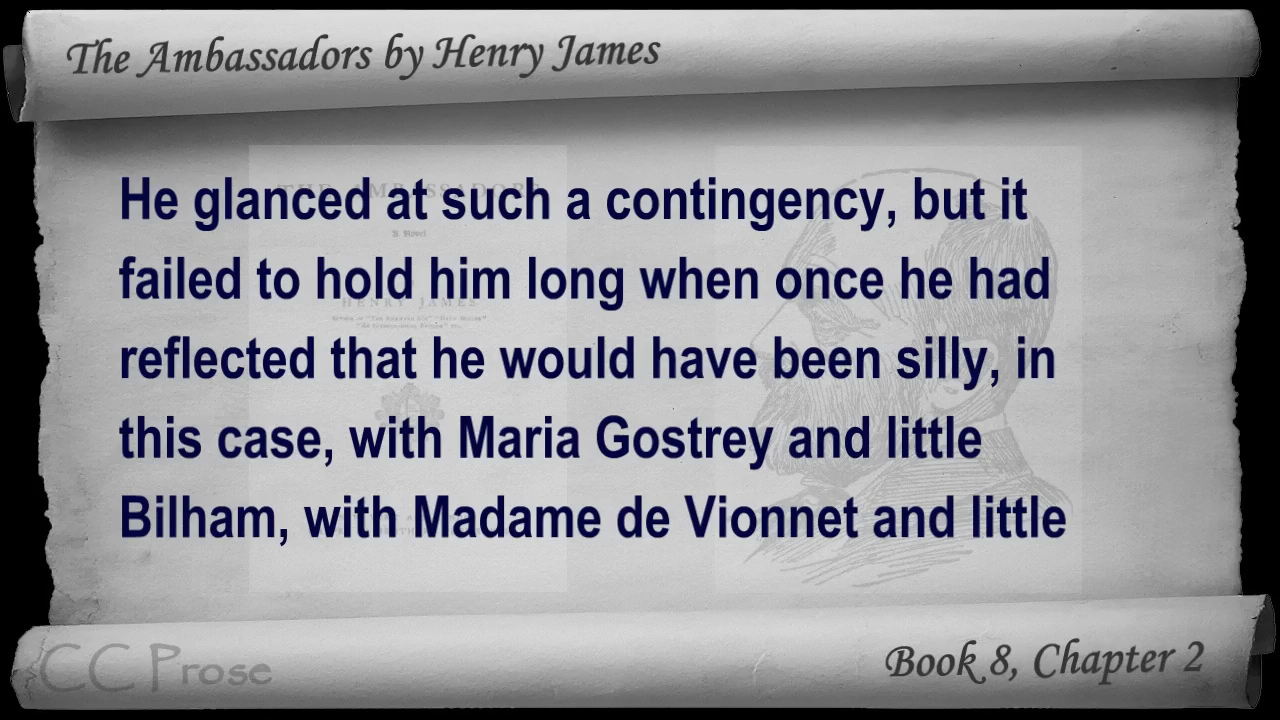 The Ambassadors by Henry James
He glanced at such a contingency, but it
failed to hold him long when once he had
reflected that he would have been silly, in
this case, with Maria Gostrey and little
Bilham, with Madame de Vionnet and little
CC Prose
Book 8, Chapter 2